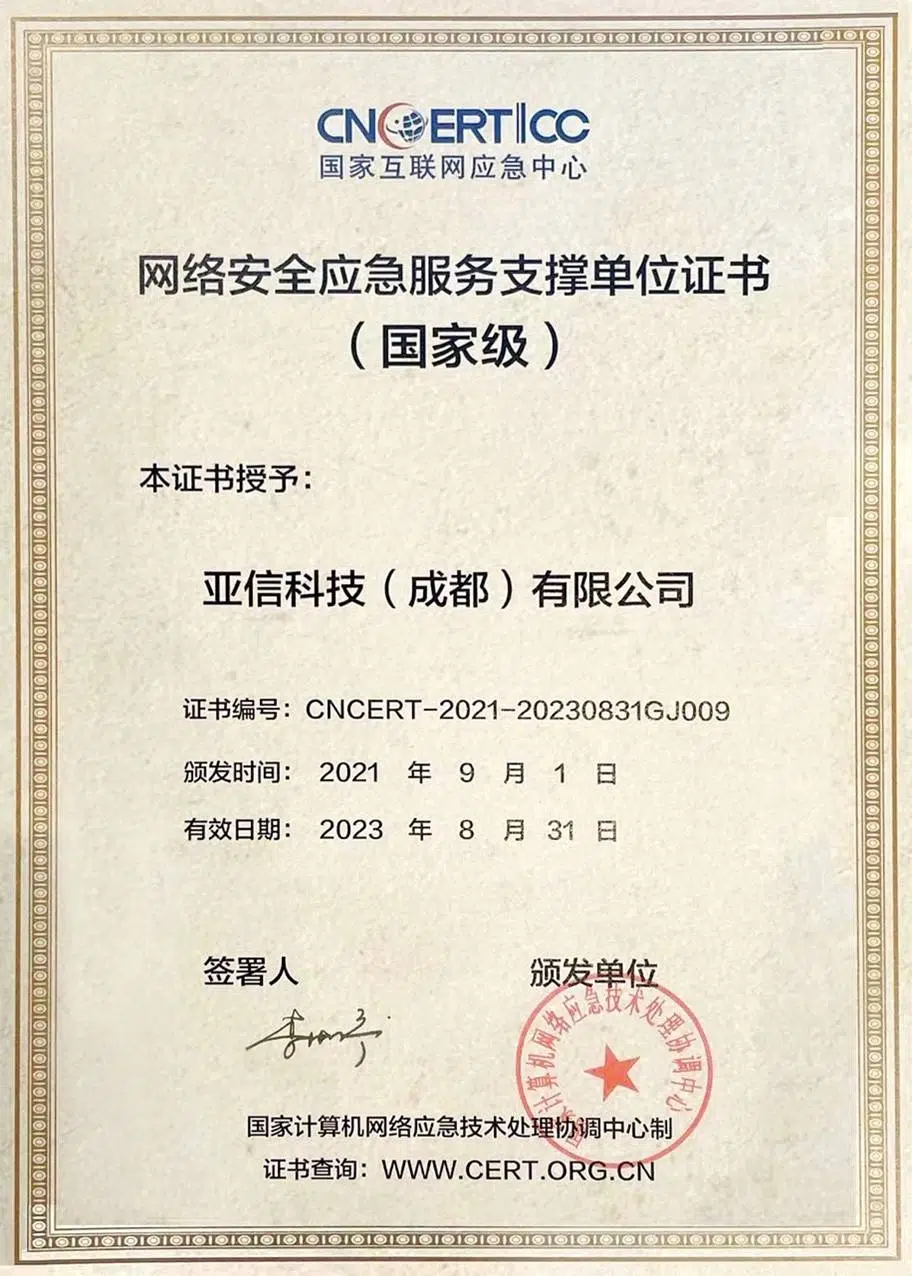 CNCERT|CC
国家互联网应急中心
网络安全应急服务支撑单位证书
（国家级）
本证书授予：
亚信科技（成都）有限公司
证书编号：CNCERT-2021-20230831GJ009
颁发时间： 2021 年 9 月 1 日
有效日期： 2023 年 8 月 31 日
签署人 颁发单位
国家计算机网络应急技术处理协调中心
国家计算机网络应急技术处理协调中心制
证书查询：WWW.CERT.ORG.CN